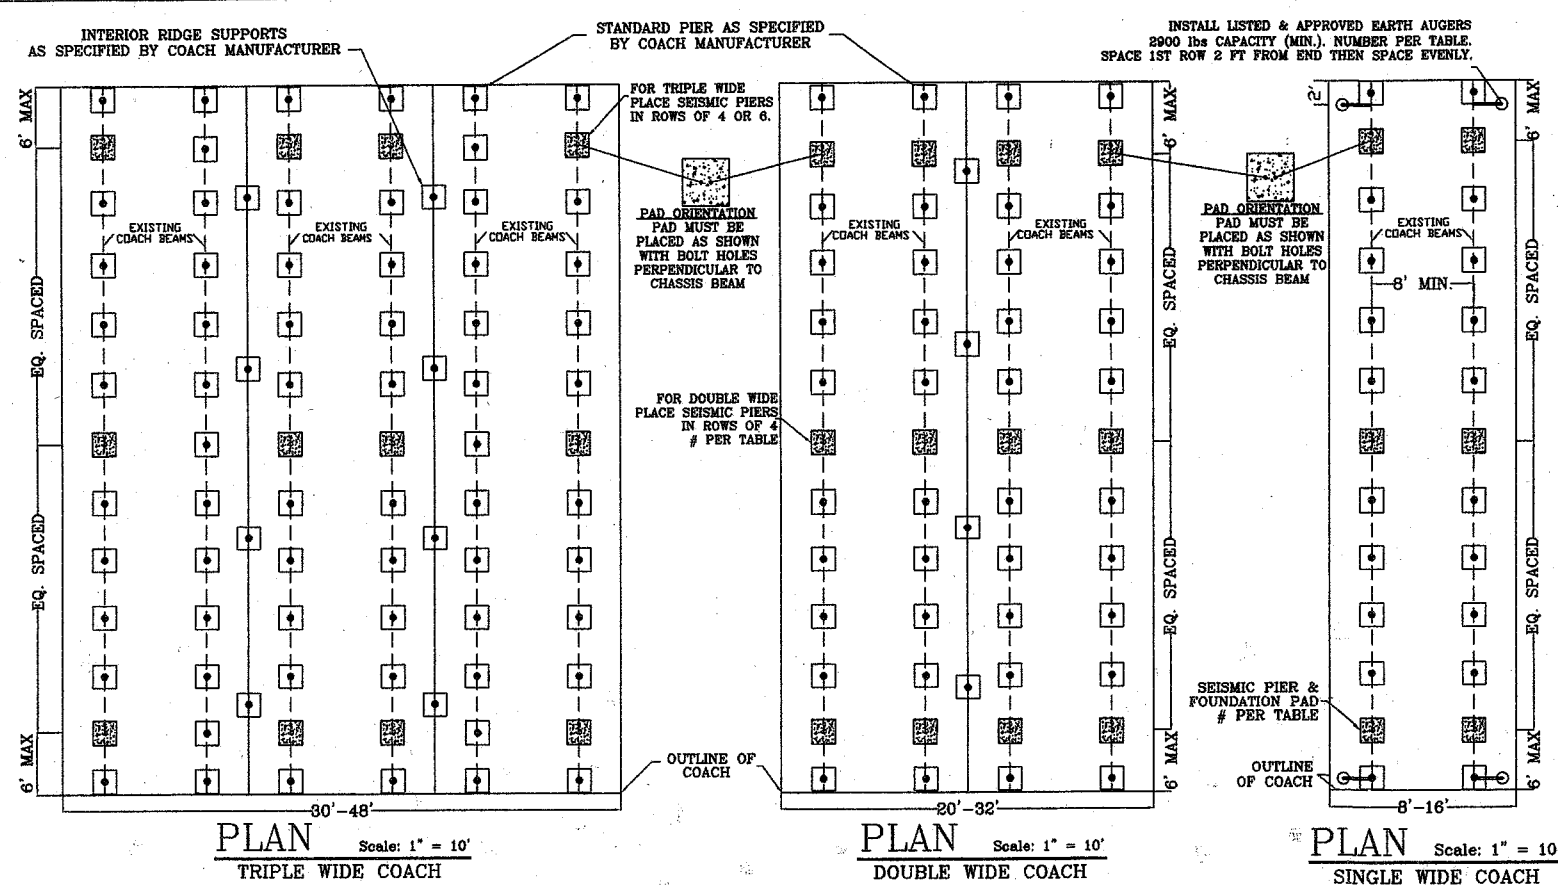 INTERIOR RIDGE SUPPORTS
AS SPECIFIED BY COACH MANUFACTURER
STANDARD PIER AS SPECIFIED
BY COACH MANUFACTURER
INSTALL LISTED & APPROVED EARTH AUGERS
2900 lbs CAPACITY (MIN.). NUMBER PER TABLE.
SPACE 1ST ROW 2 FT FROM END THEN SPACE EVENLY.
6' MAX
EQ. SPACED
EQ. SPACED
6' MAX
EXISTING
COACH BEAMS
EXISTING
COACH BEAMS
EXISTING
COACH BEAMS
FOR TRIPLE WIDE
PLACE SEISMIC PIERS
IN ROWS OF 4 OR 6.
PAD ORIENTATION
PAD MUST BE
PLACED AS SHOWN
WITH BOLT HOLES
PERPENDICULAR TO
CHASSIS BEAM
FOR DOUBLE WIDE
PLACE SEISMIC PIERS
IN ROWS OF 4
# PER TABLE
OUTLINE OF
COACH
30'-48'
PLAN Scale: 1" = 10'
TRIPLE WIDE COACH
EXISTING
COACH BEAMS
EXISTING
COACH BEAMS
6' MAX
EQ. SPACED
EQ. SPACED
6' MAX
20'-32'
PLAN Scale: 1" = 10'
DOUBLE WIDE COACH
PAD ORIENTATION
PAD MUST BE
PLACED AS SHOWN
WITH BOLT HOLES
PERPENDICULAR TO
CHASSIS BEAM
2'
EXISTING
COACH BEAMS
8' MIN.
6' MAX
EQ. SPACED
EQ. SPACED
6' MAX
SEISMIC PIER &
FOUNDATION PAD
# PER TABLE
OUTLINE
OF COACH
8'-16'
PLAN Scale: 1" = 10
SINGLE WIDE COACH